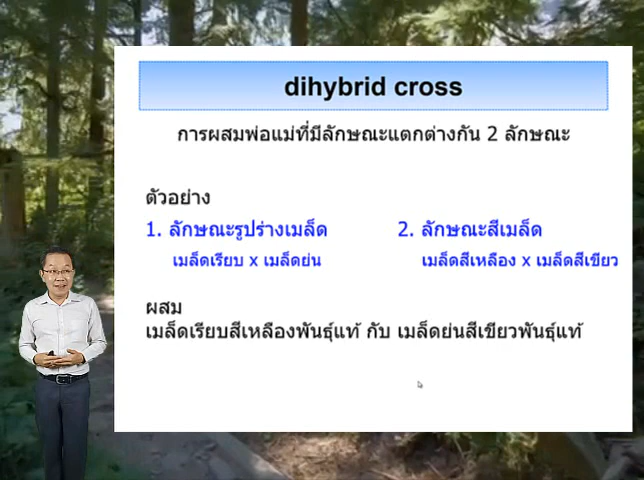 dihybrid cross
การผสมพ่อแม่ที่มีลักษณะแตกต่างกัน 2 ลักษณะ
ตัวอย่าง
1. ลักษณะรูปร่างเมล็ด 2. ลักษณะสีเมล็ด
เมล็ดเรียบ x เมล็ดย่น เมล็ดสีเหลือง x เมล็ดสีเขียว
ผสม
เมล็ดเรียบสีเหลืองพันธุ์แท้ กับ เมล็ดย่นสีเขียวพันธุ์แท้